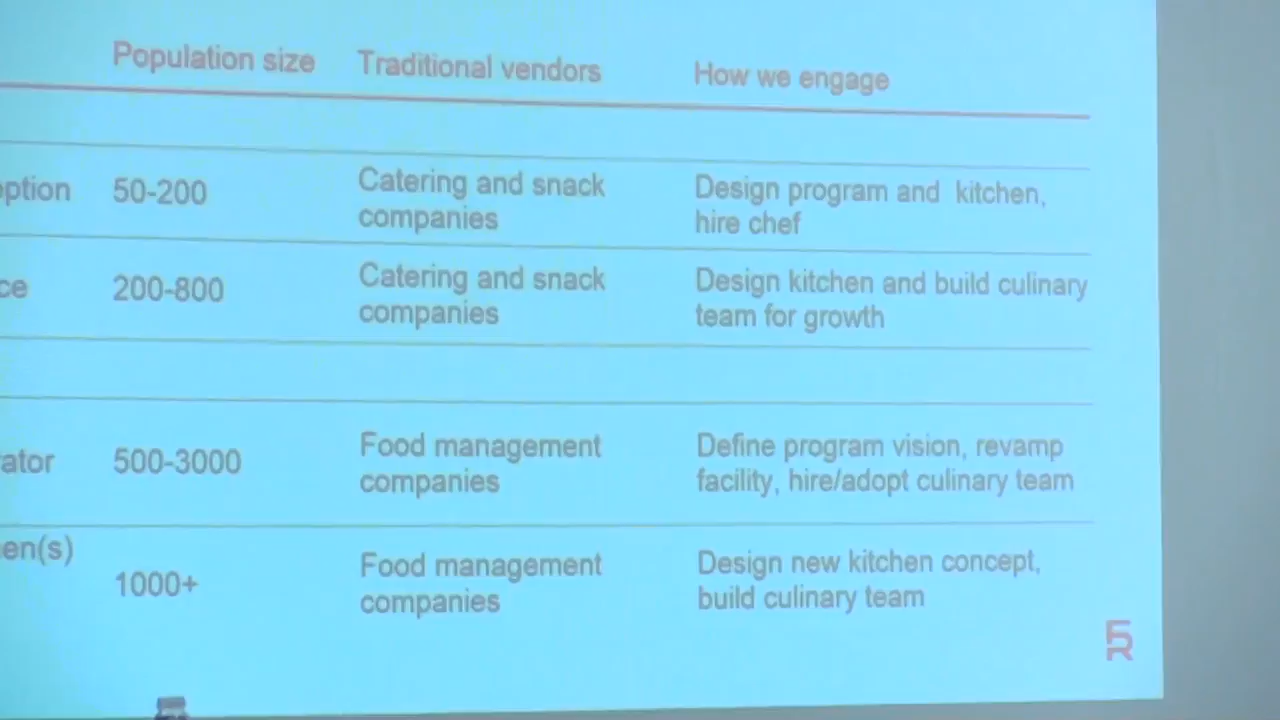 Population size Traditional vendors How we engage
ption 50-200 Catering and snack companies Design program and kitchen, hire chef
ce 200-800 Catering and snack companies Design kitchen and build culinary team for growth
rator 500-3000 Food management companies Define program vision, revamp facility, hire/adopt culinary team
en(s) 1000+ Food management companies Design new kitchen concept, build culinary team
5R